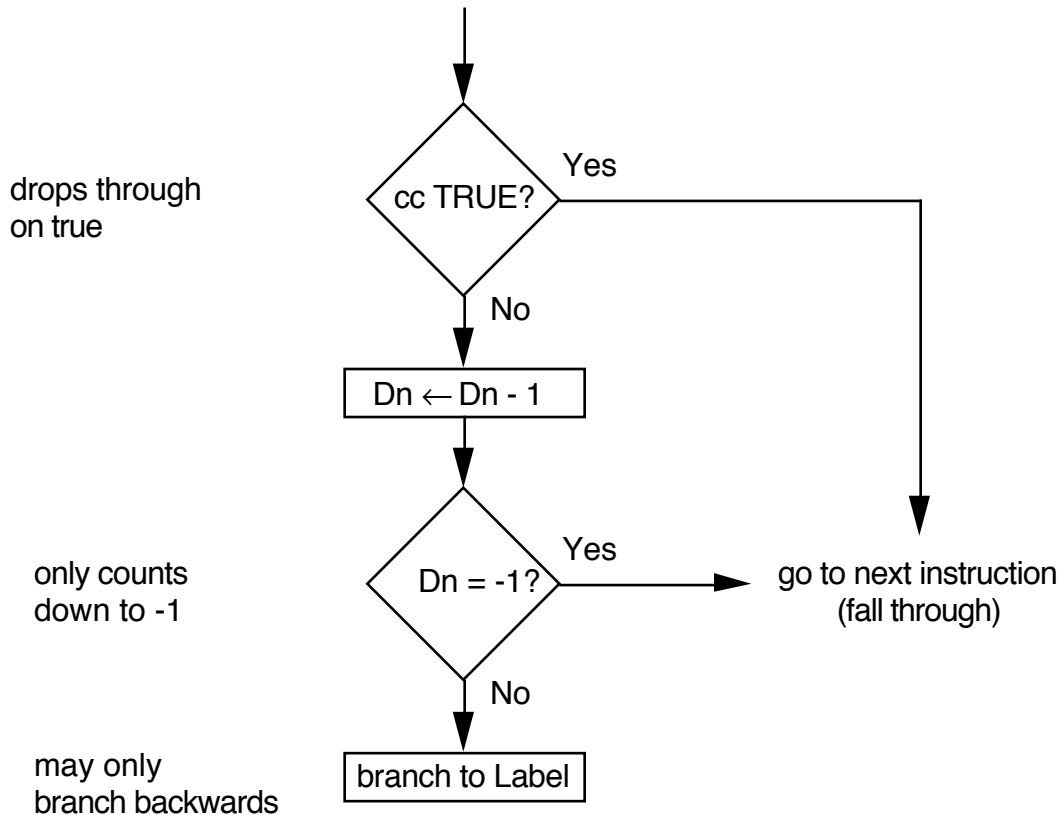 drops through
on true
cc TRUE?
Yes
No
Dn ← Dn - 1
only counts
down to -1
Dn = -1?
Yes
go to next instruction
(fall through)
No
may only
branch backwards
branch to Label